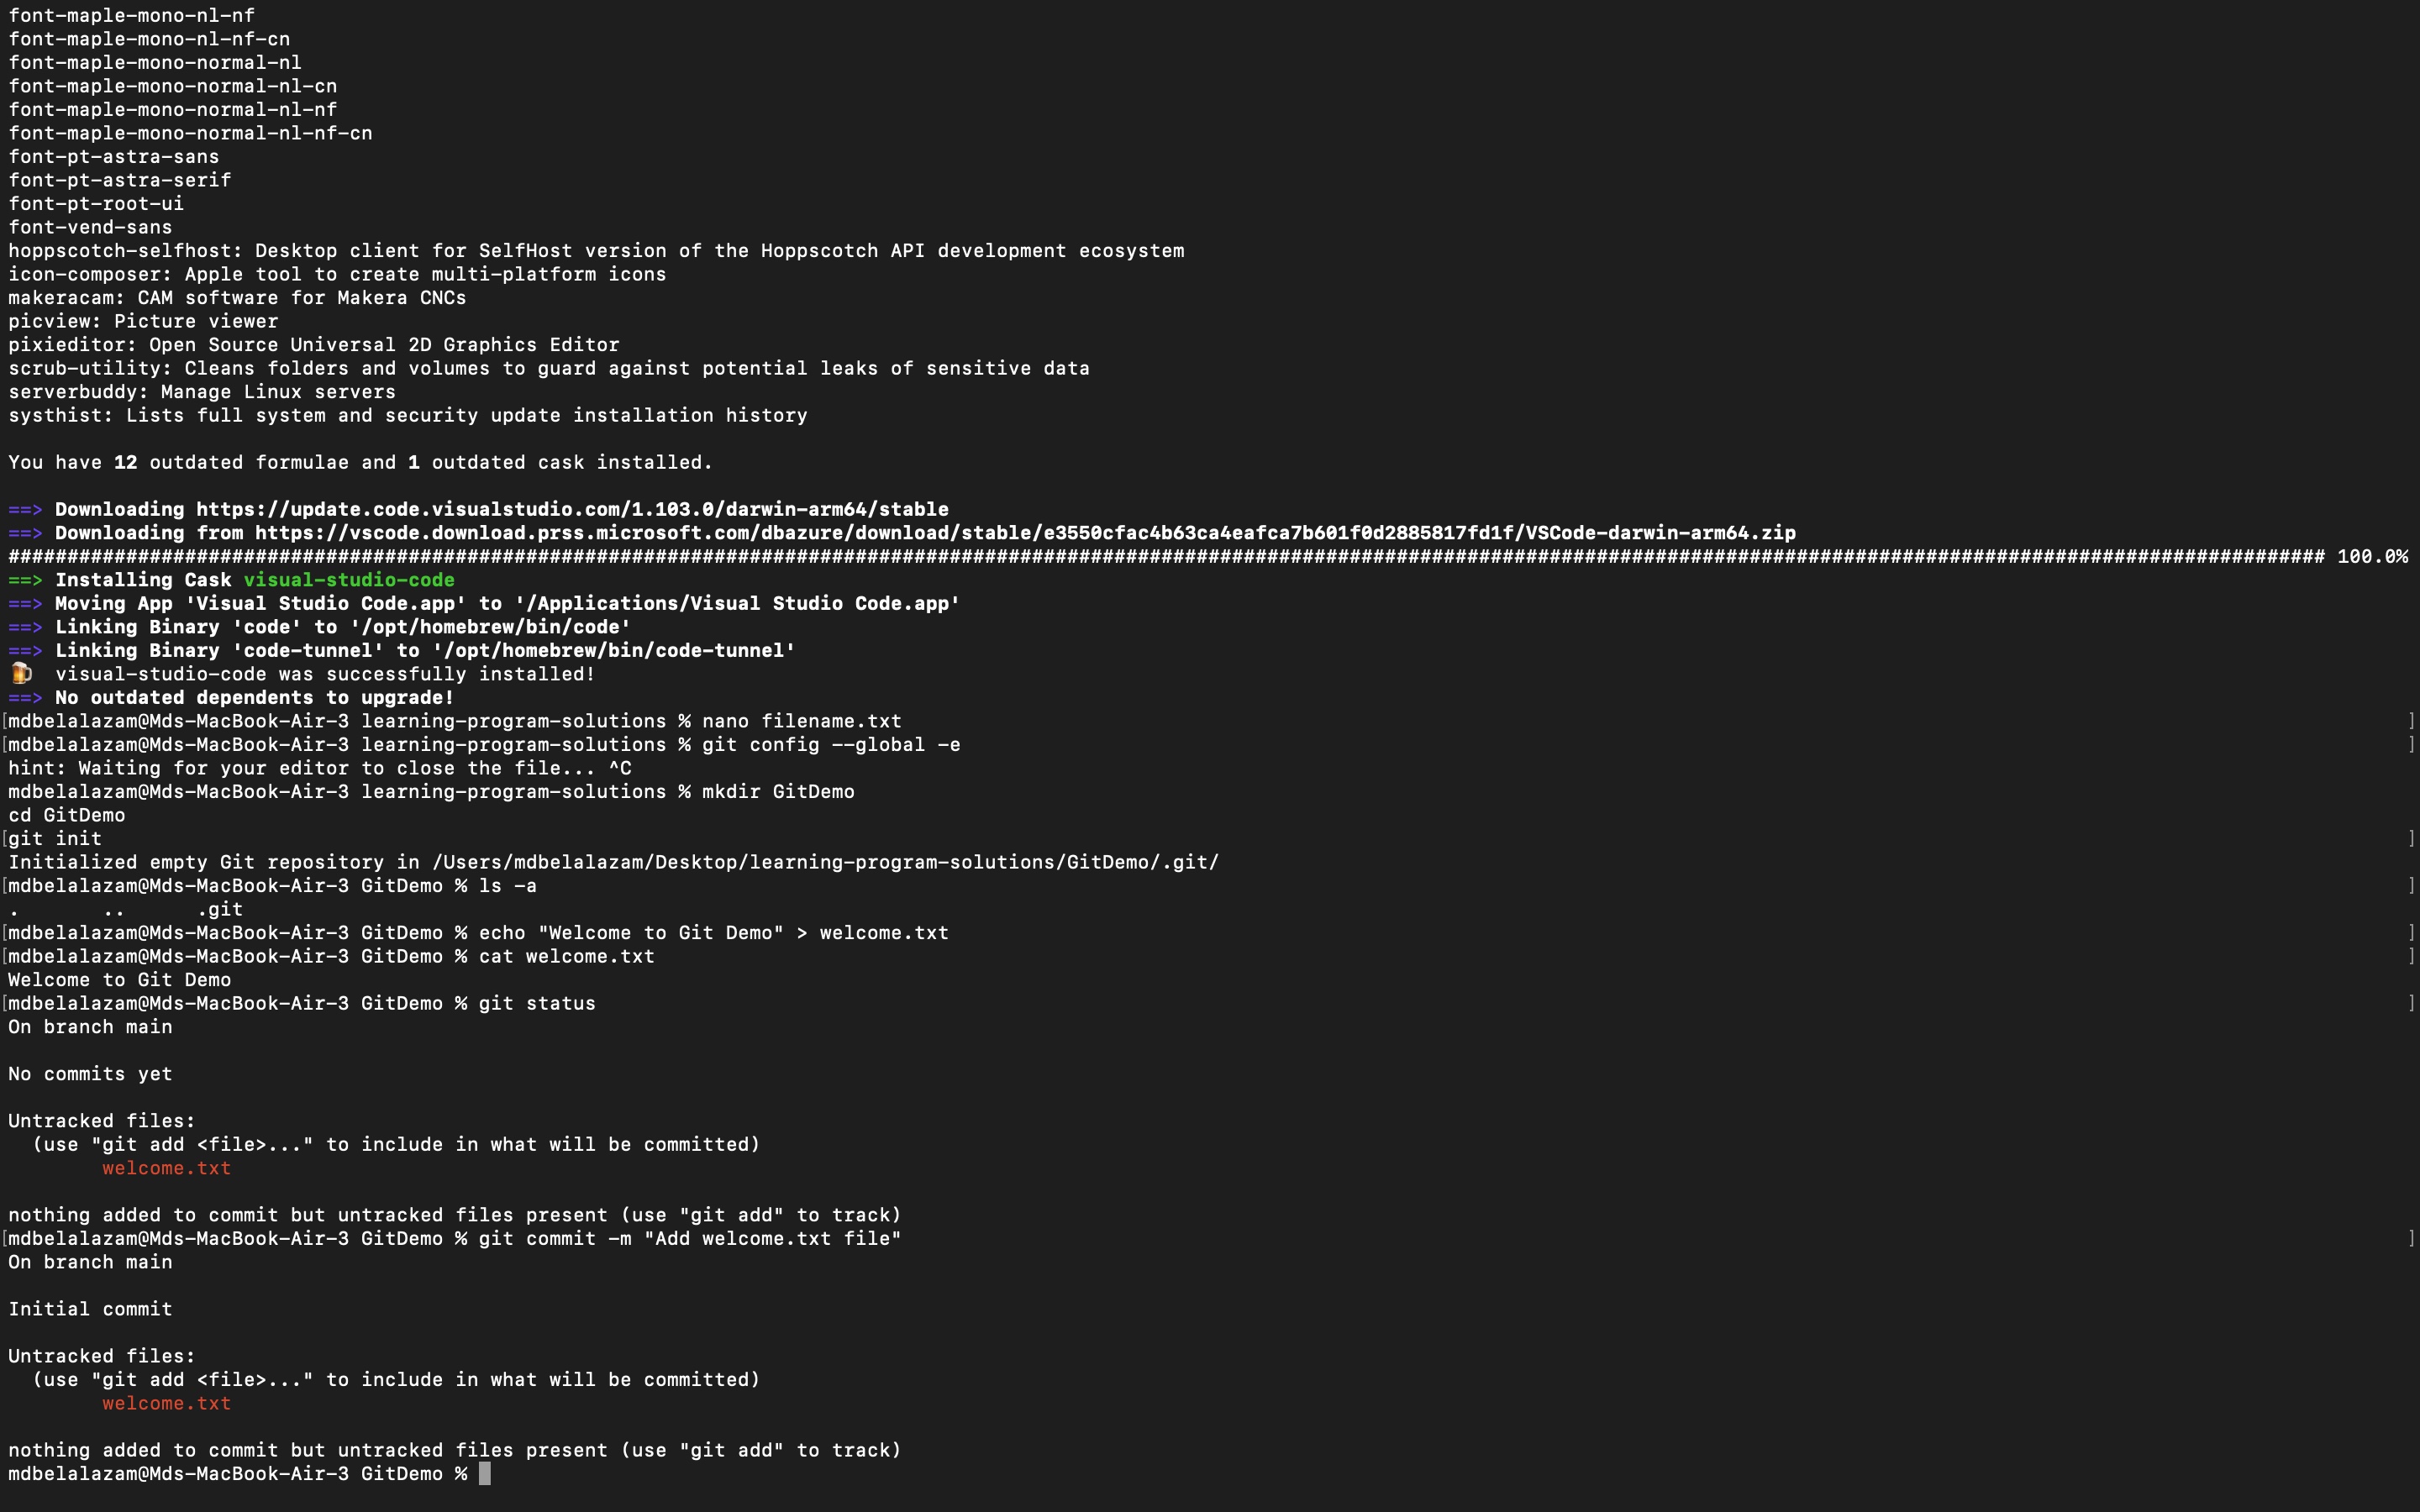 font-maple-mono-nl-nf
font-maple-mono-nl-nf-cn
font-maple-mono-normal-nl
font-maple-mono-normal-nl-cn
font-maple-mono-normal-nl-nf
font-maple-mono-normal-nl-nf-cn
font-pt-astra-sans
font-pt-astra-serif
font-pt-root-ui
font-vend-sans
hoppscotch-selfhost: Desktop client for SelfHost version of the Hoppscotch API development ecosystem
icon-composer: Apple tool to create multi-platform icons
makeracam: CAM software for Makera CNCs
picview: Picture viewer
pixieditor: Open Source Universal 2D Graphics Editor
scrub-utility: Cleans folders and volumes to guard against potential leaks of sensitive data
serverbuddy: Manage Linux servers
systhist: Lists full system and security update installation history

You have 12 outdated formulae and 1 outdated cask installed.

==> Downloading https://update.code.visualstudio.com/1.103.0/darwin-arm64/stable
==> Downloading from https://vscode.download.prss.microsoft.com/dbazure/download/stable/e3550cfac4b63ca4eafca7b601f0d2885817fd1f/VSCode-darwin-arm64.zip
##################################################################################################################################################################################################### 100.0%
==> Installing Cask visual-studio-code
==> Moving App 'Visual Studio Code.app' to '/Applications/Visual Studio Code.app'
==> Linking Binary 'code' to '/opt/homebrew/bin/code'
==> Linking Binary 'code-tunnel' to '/opt/homebrew/bin/code-tunnel'
🍺  visual-studio-code was successfully installed!
==> No outdated dependents to upgrade!
[mdbelalazam@Mds-MacBook-Air-3 learning-program-solutions % nano filename.txt ]
[mdbelalazam@Mds-MacBook-Air-3 learning-program-solutions % git config --global -e ]
hint: Waiting for your editor to close the file... ^C
mdbelalazam@Mds-MacBook-Air-3 learning-program-solutions % mkdir GitDemo
cd GitDemo
[git init ]
Initialized empty Git repository in /Users/mdbelalazam/Desktop/learning-program-solutions/GitDemo/.git/
[mdbelalazam@Mds-MacBook-Air-3 GitDemo % ls -a ]
.       ..      .git
[mdbelalazam@Mds-MacBook-Air-3 GitDemo % echo "Welcome to Git Demo" > welcome.txt ]
[mdbelalazam@Mds-MacBook-Air-3 GitDemo % cat welcome.txt ]
Welcome to Git Demo
[mdbelalazam@Mds-MacBook-Air-3 GitDemo % git status ]
On branch main

No commits yet

Untracked files:
  (use "git add <file>..." to include in what will be committed)
        welcome.txt

nothing added to commit but untracked files present (use "git add" to track)
[mdbelalazam@Mds-MacBook-Air-3 GitDemo % git commit -m "Add welcome.txt file" ]
On branch main

Initial commit

Untracked files:
  (use "git add <file>..." to include in what will be committed)
        welcome.txt

nothing added to commit but untracked files present (use "git add" to track)
mdbelalazam@Mds-MacBook-Air-3 GitDemo %